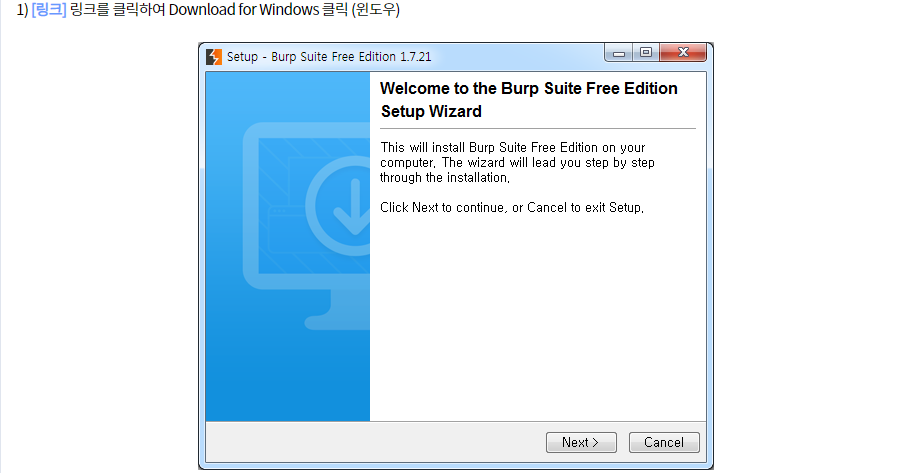 1) [링크] 링크를 클릭하여 Download for Windows 클릭 (윈도우)
Setup - Burp Suite Free Edition 1.7.21
Welcome to the Burp Suite Free Edition
Setup Wizard
This will install Burp Suite Free Edition on your
computer. The wizard will lead you step by step
through the installation.
Click Next to continue, or Cancel to exit Setup.
Next >
Cancel